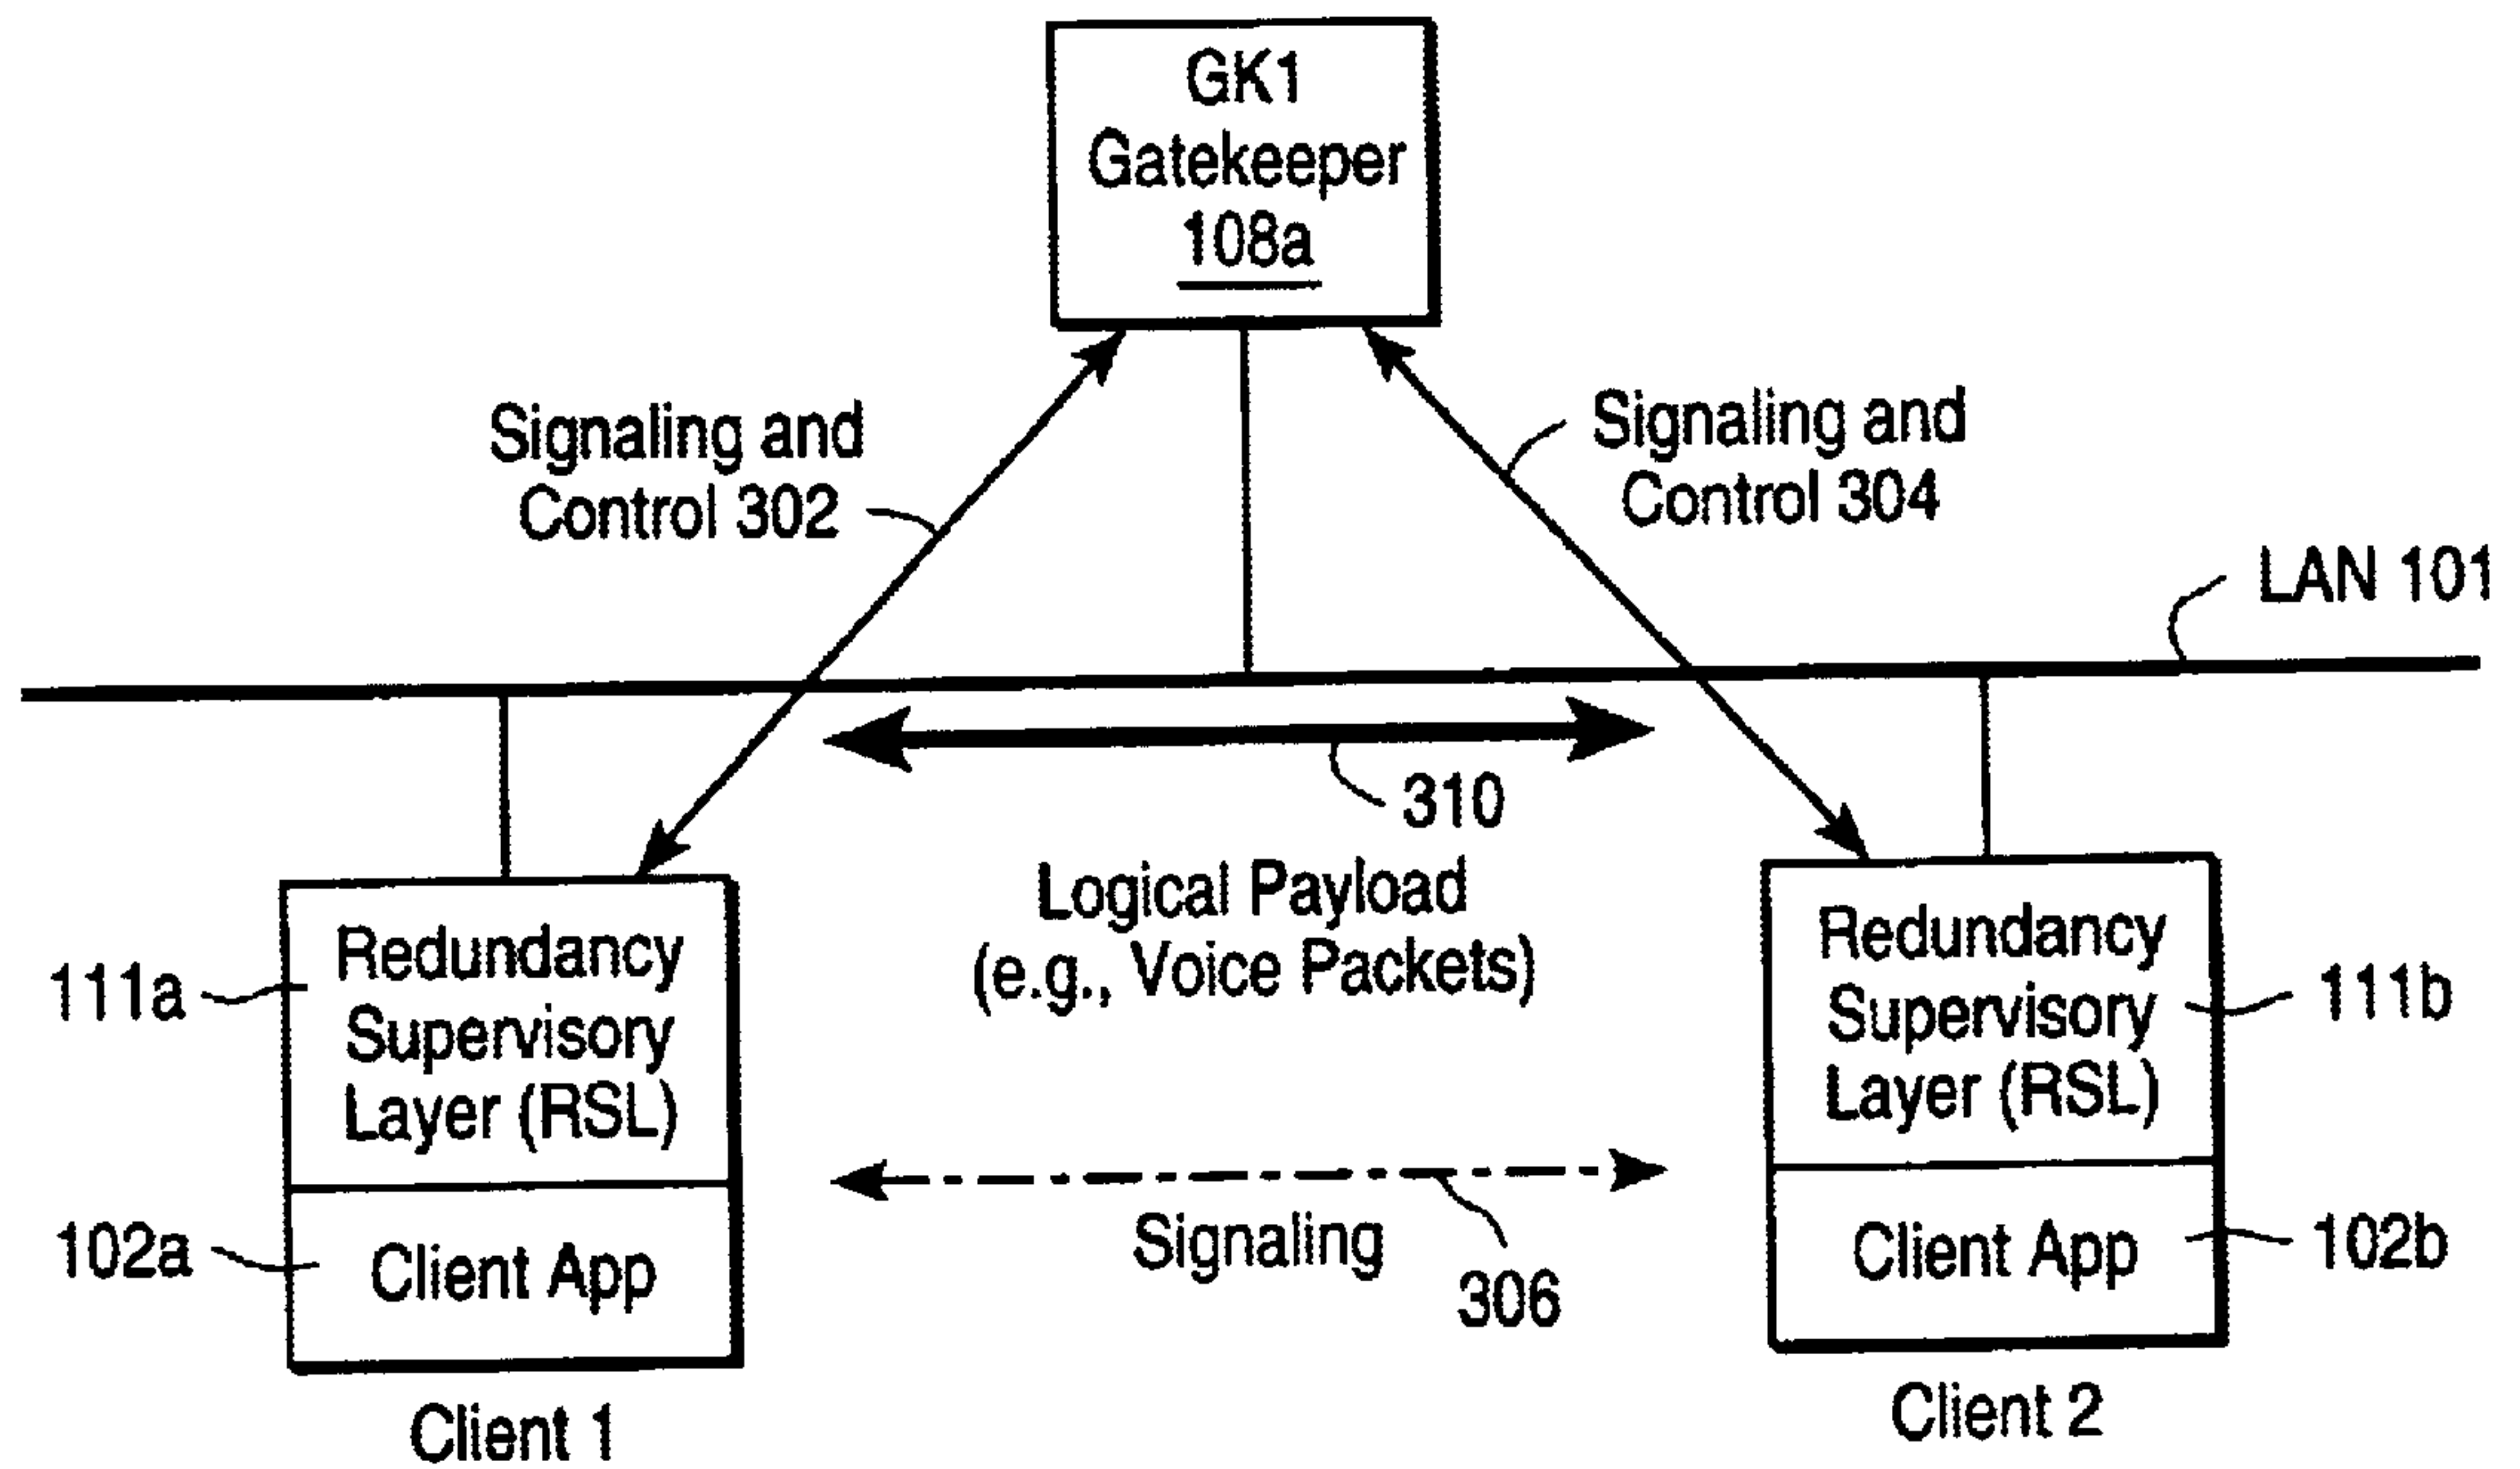 GK1
Gatekeeper
108a
Signaling and
Control 302
Signaling and
Control 304
LAN 101
310
Logical Payload
(e.g., Voice Packets)
111a
Redundancy
Supervisory
Layer (RSL)
Redundancy
Supervisory
Layer (RSL)
111b
102a
Client App
Signaling
306
Client App
102b
Client 1
Client 2